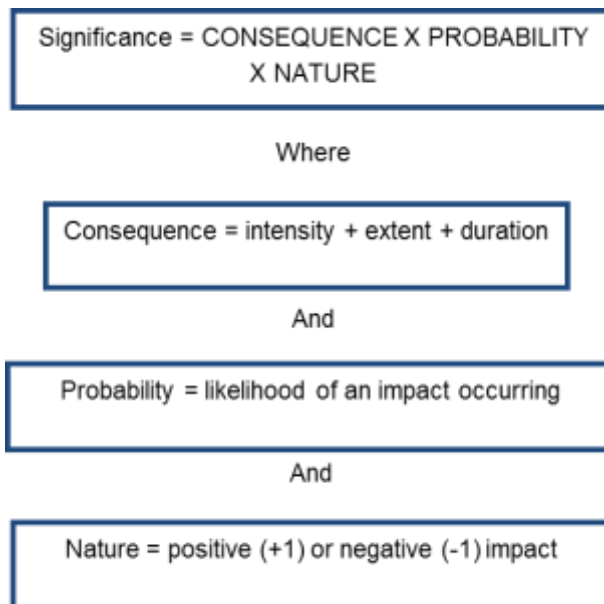 Significance = CONSEQUENCE X PROBABILITY
X NATURE
Where
Consequence = intensity + extent + duration
And
Probability = likelihood of an impact occurring
And
Nature = positive (+1) or negative (-1) impact